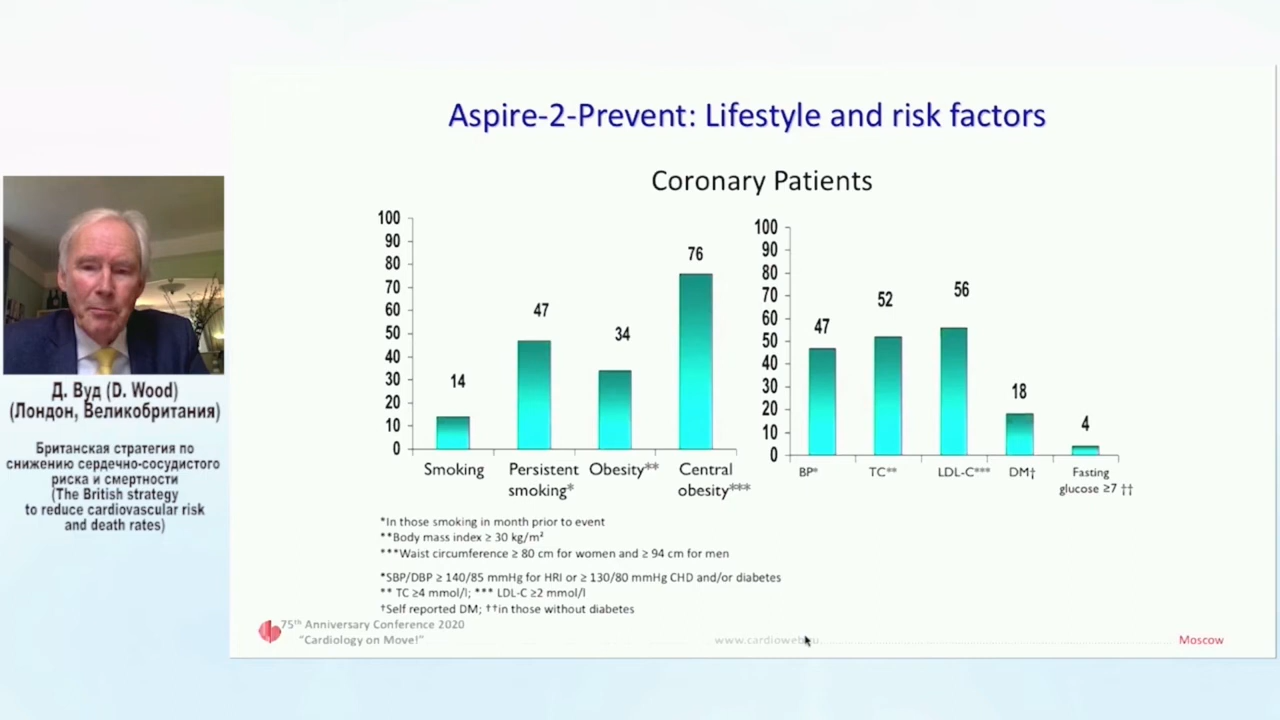 Aspire-2-Prevent: Lifestyle and risk factors
Coronary Patients
100
90
80
70
60
50
40
30
20
10
0
14
47
34
76
Smoking
Persistent
smoking*
Obesity**
Central
obesity***
100
90
80
70
60
50
40
30
20
10
0
47
52
56
18
4
BP*
TC**
LDL-C***
DM†
Fasting
glucose ≥7 ††
*In those smoking in month prior to event
**Body mass index ≥ 30 kg/m²
***Waist circumference ≥ 80 cm for women and ≥ 94 cm for men
*SBP/DBP ≥ 140/85 mmHg for HRI or ≥ 130/80 mmHg CHD and/or diabetes
** TC ≥4 mmol/l; *** LDL-C ≥2 mmol/l
†Self reported DM; ††in those without diabetes
75th Anniversary Conference 2020
"Cardiology on Move!"
Moscow
Д. Вуд (D. Wood)
(Лондон, Великобритания)
Британская стратегия по
снижению сердечно-сосудистого
риска и смертности
(The British strategy
to reduce cardiovascular risk
and death rates)